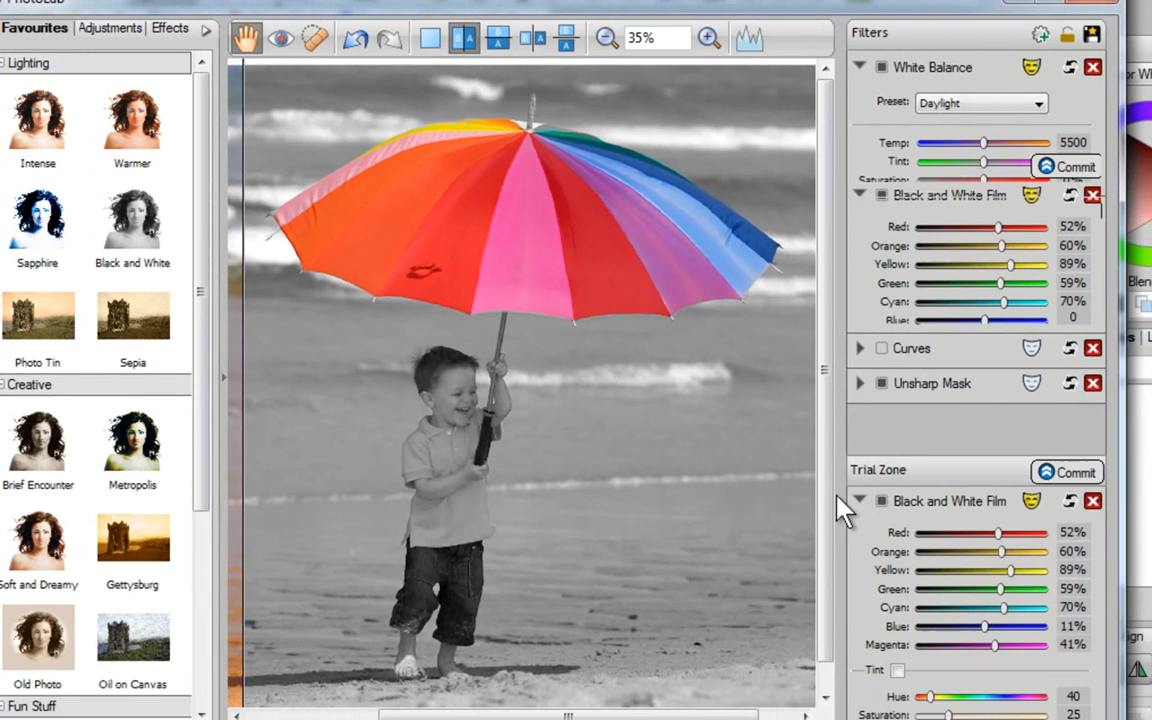 PhotoLab
Favourites Adjustments Effects
Lighting
Intense Warmer
Sapphire Black and White
Photo Tin Sepia
Creative
Brief Encounter Metropolis
Soft and Dreamy Gettysburg
Old Photo Oil on Canvas
Fun Stuff
35%
Filters
White Balance
Preset: Daylight
Temp: 5500
Tint:
Commit
Saturation:
Black and White Film
Red: 52%
Orange: 60%
Yellow: 89%
Green: 59%
Cyan: 70%
Blue: 0
Curves
Unsharp Mask
Trial Zone Commit
Black and White Film
Red: 52%
Orange: 60%
Yellow: 89%
Green: 59%
Cyan: 70%
Blue: 11%
Magenta: 41%
Tint
Hue: 40
Saturation: 25